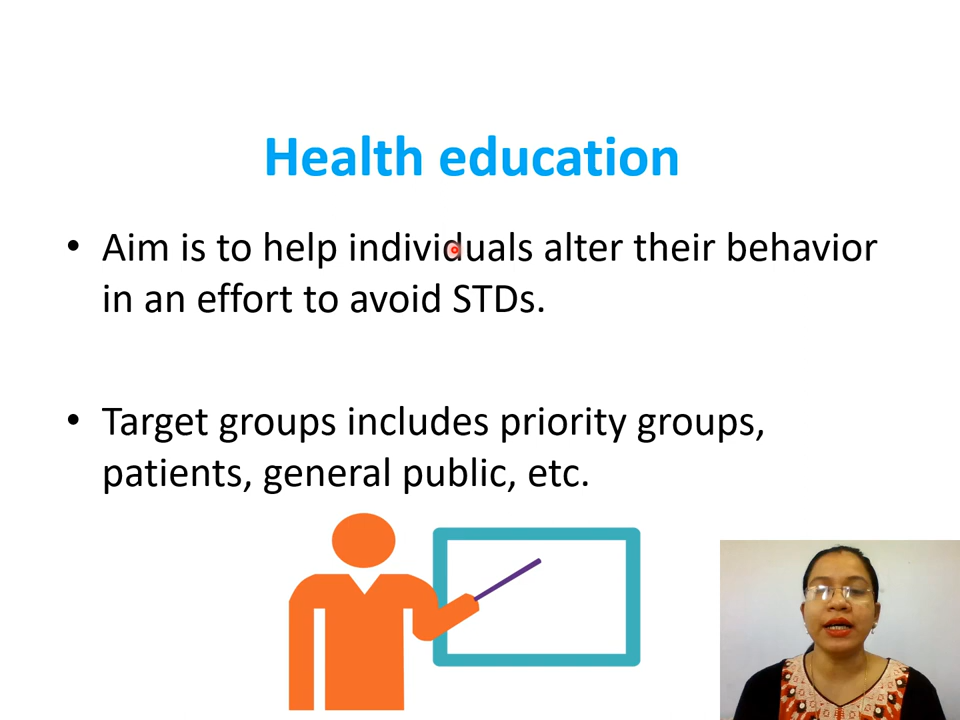 Health education
• Aim is to help individuals alter their behavior
in an effort to avoid STDs.
• Target groups includes priority groups,
patients, general public, etc.